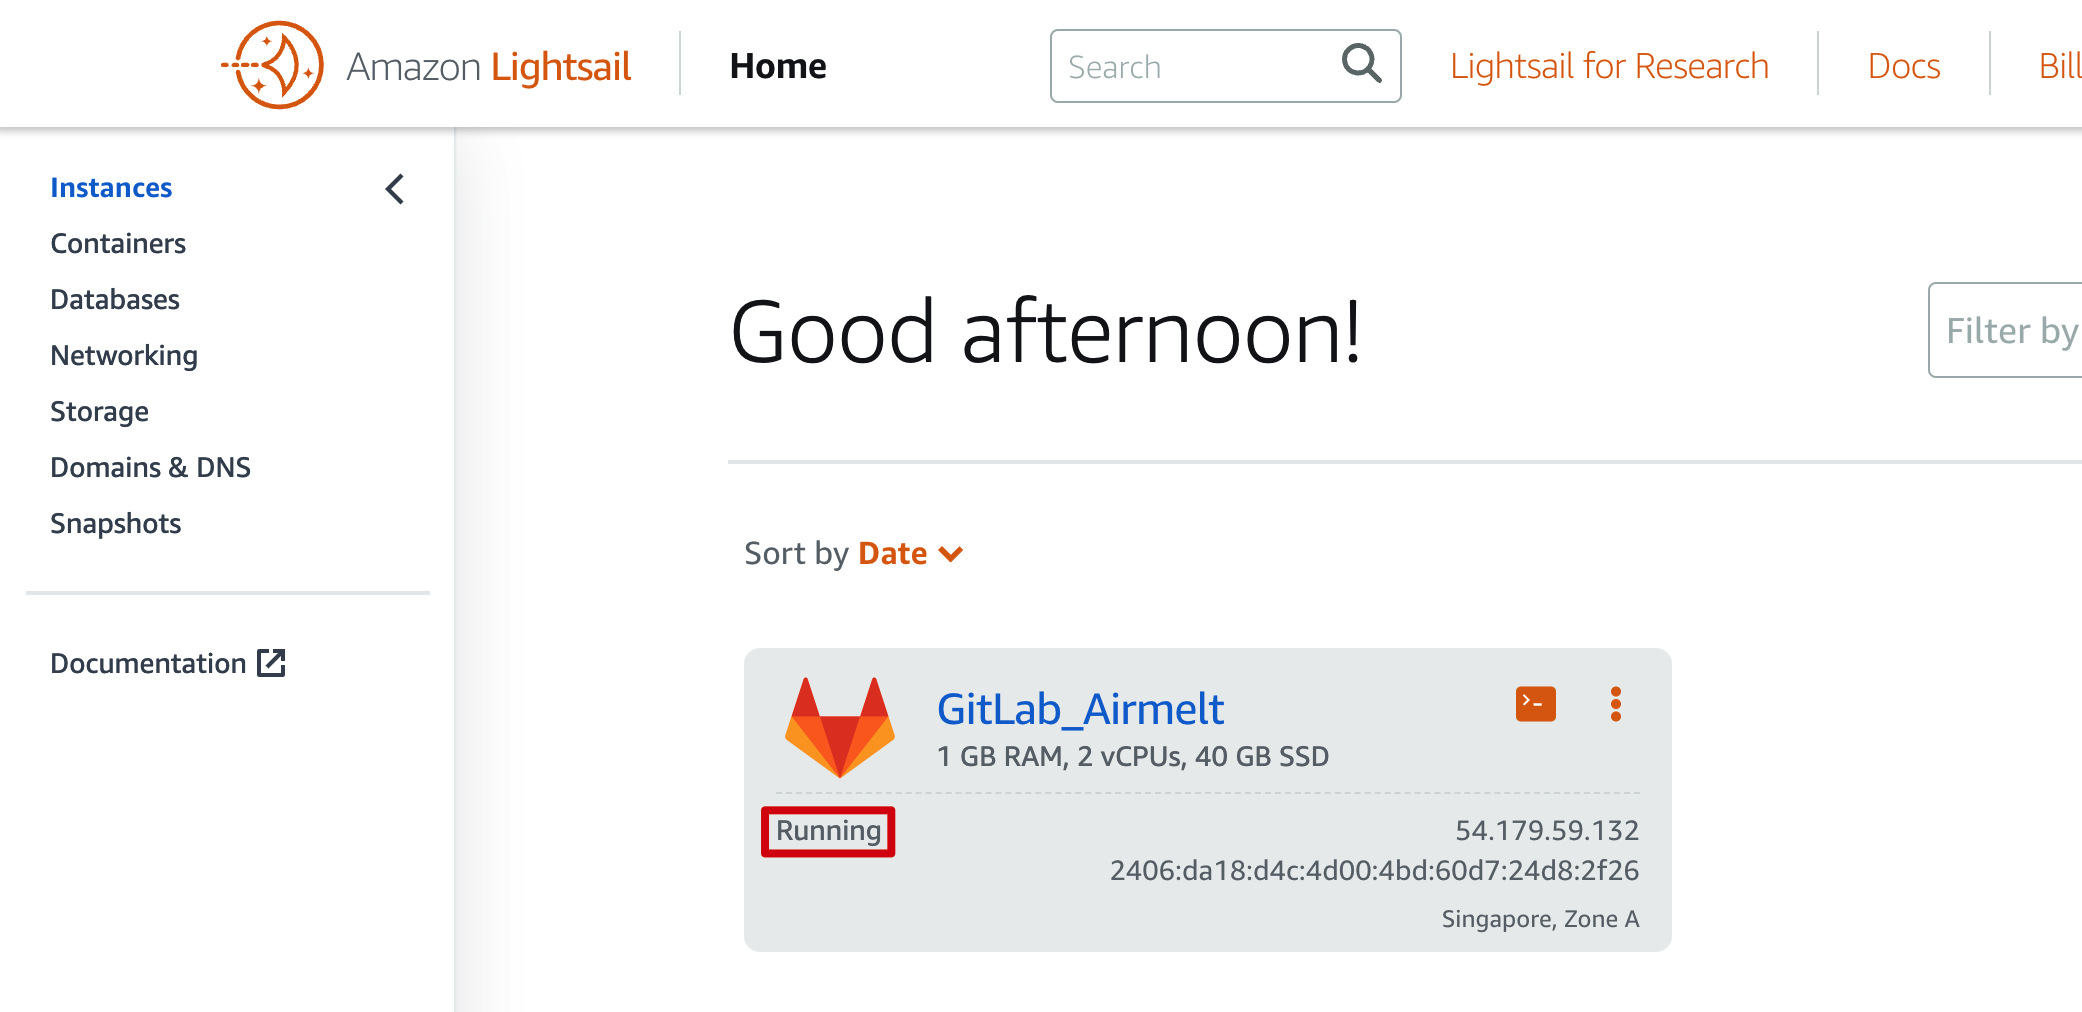 Amazon Lightsail
Home
Search
Lightsail for Research
Docs
Bill
Instances
Containers
Databases
Networking
Storage
Domains & DNS
Snapshots
Documentation
Good afternoon!
Filter by
Sort by Date
GitLab_Airmelt
1 GB RAM, 2 vCPUs, 40 GB SSD
Running
54.179.59.132
2406:da18:d4c:4d00:4bd:60d7:24d8:2f26
Singapore, Zone A